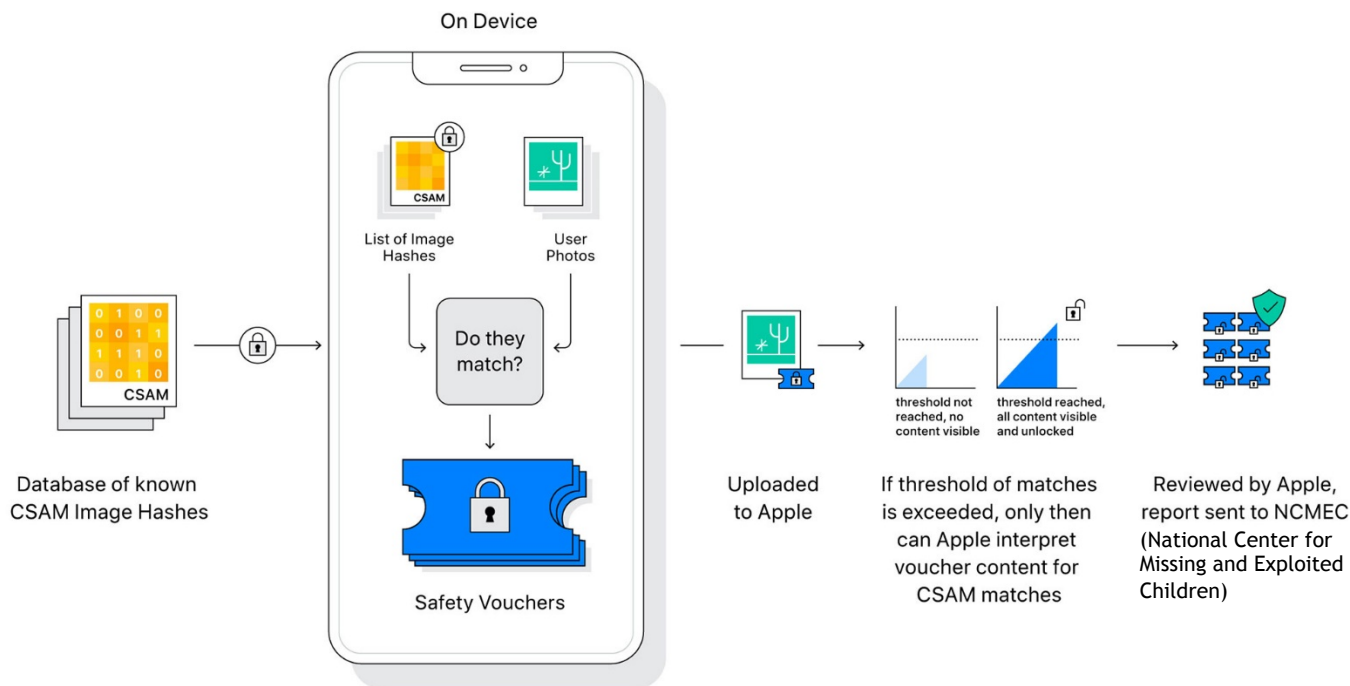 On Device
CSAM
List of Image
Hashes
User
Photos
Do they
match?
Safety Vouchers
0 1 0 0
0 0 1 1
1 1 1 0
0 0 1 0
CSAM
Database of known
CSAM Image Hashes
Uploaded
to Apple
threshold not
reached, no
content visible
threshold reached,
all content visible
and unlocked
If threshold of matches
is exceeded, only then
can Apple interpret
voucher content for
CSAM matches
Reviewed by Apple,
report sent to NCMEC
(National Center for
Missing and Exploited
Children)